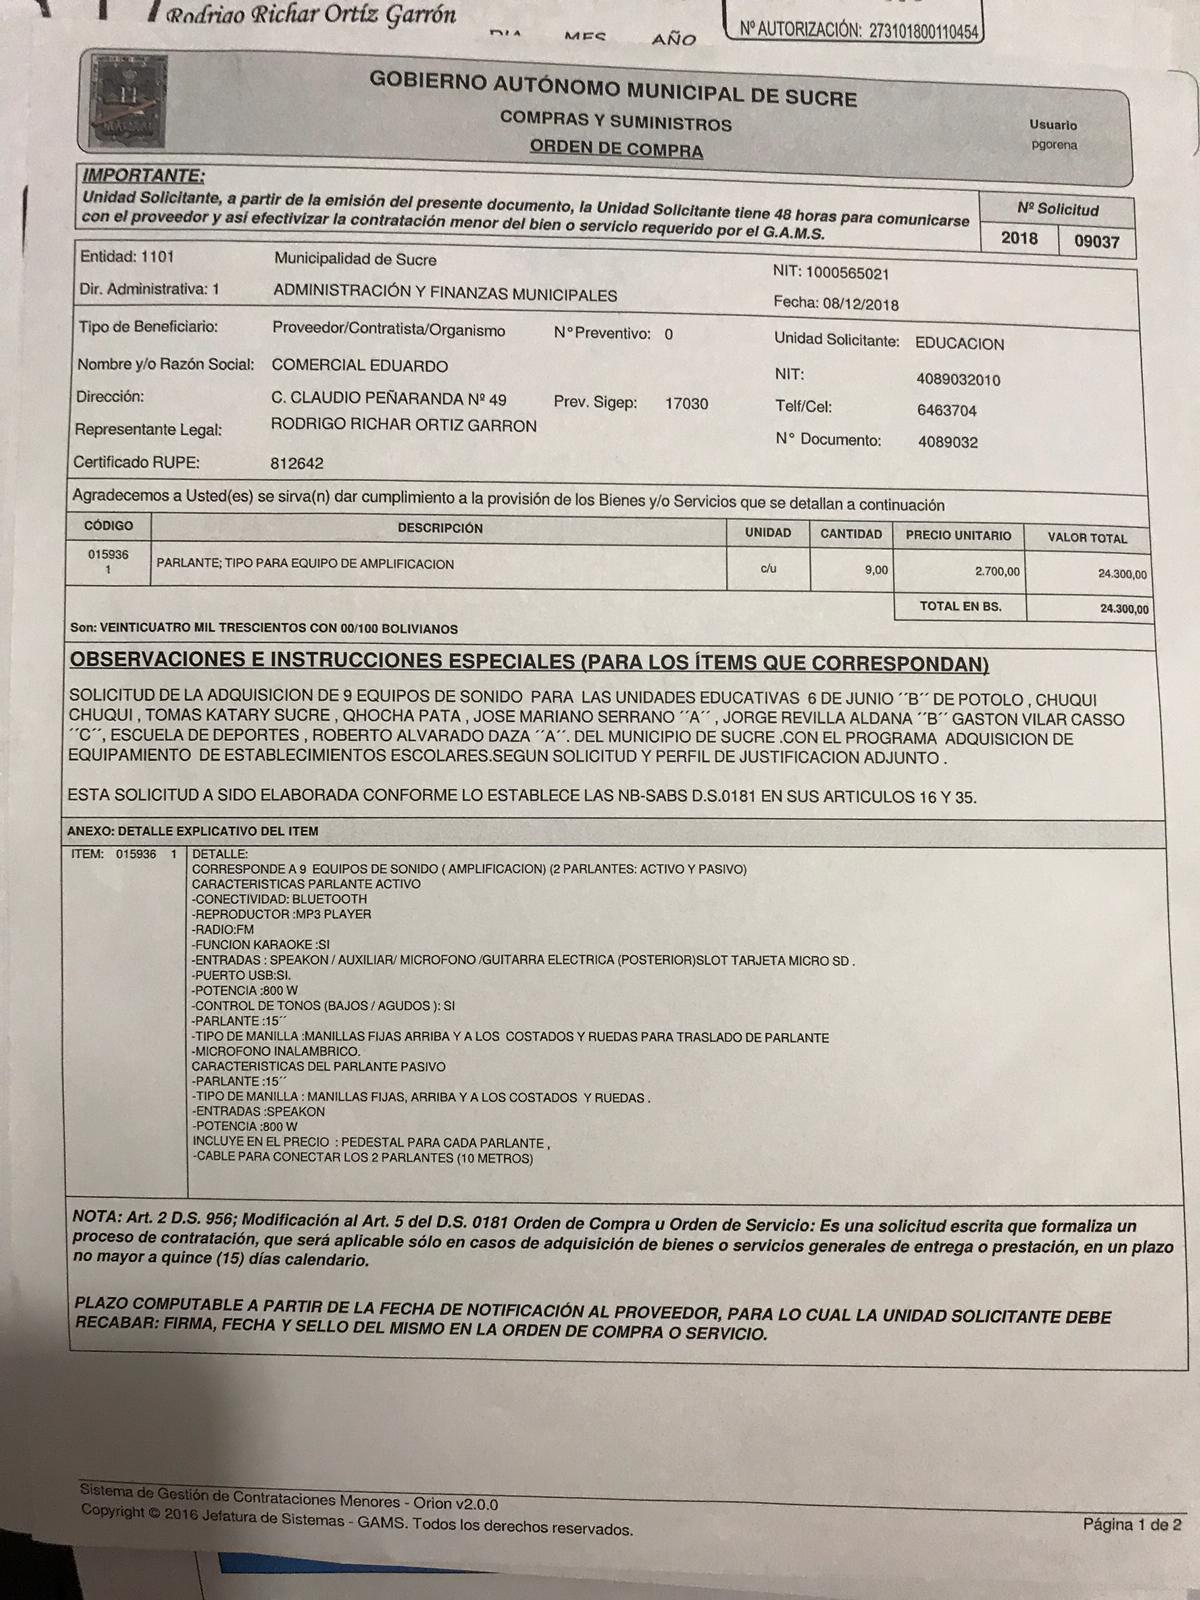 Rodrigo Richar Ortíz Garrón
DIA MES AÑO
Nº AUTORIZACIÓN: 273101800110454
GOBIERNO AUTÓNOMO MUNICIPAL DE SUCRE
COMPRAS Y SUMINISTROS
ORDEN DE COMPRA
Usuario
pgorena
IMPORTANTE:
Unidad Solicitante, a partir de la emisión del presente documento, la Unidad Solicitante tiene 48 horas para comunicarse
con el proveedor y asi efectivizar la contratación menor del bien o servicio requerido por el G.A.M.S.
Nº Solicitud
2018 09037
Entidad: 1101 Municipalidad de Sucre NIT: 1000565021
Dir. Administrativa: 1 ADMINISTRACIÓN Y FINANZAS MUNICIPALES Fecha: 08/12/2018
Tipo de Beneficiario: Proveedor/Contratista/Organismo N°Preventivo: 0 Unidad Solicitante: EDUCACION
Nombre y/o Razón Social: COMERCIAL EDUARDO NIT: 4089032010
Dirección: C. CLAUDIO PEÑARANDA Nº 49 Prev. Sigep: 17030 Telf/Cel: 6463704
Representante Legal: RODRIGO RICHAR ORTIZ GARRON N° Documento: 4089032
Certificado RUPE: 812642
Agradecemos a Usted(es) se sirva(n) dar cumplimiento a la provisión de los Bienes y/o Servicios que se detallan a continuación
CÓDIGO DESCRIPCIÓN UNIDAD CANTIDAD PRECIO UNITARIO VALOR TOTAL
015936
1 PARLANTE; TIPO PARA EQUIPO DE AMPLIFICACION c/u 9,00 2.700,00 24.300,00
TOTAL EN BS. 24.300,00
Son: VEINTICUATRO MIL TRESCIENTOS CON 00/100 BOLIVIANOS
OBSERVACIONES E INSTRUCCIONES ESPECIALES (PARA LOS ÍTEMS QUE CORRESPONDAN)
SOLICITUD DE LA ADQUISICION DE 9 EQUIPOS DE SONIDO PARA LAS UNIDADES EDUCATIVAS 6 DE JUNIO ´´B´´ DE POTOLO , CHUQUI
CHUQUI , TOMAS KATARY SUCRE , QHOCHA PATA , JOSE MARIANO SERRANO ´´A´´ , JORGE REVILLA ALDANA ´´B´´ GASTON VILAR CASSO
´´C´´, ESCUELA DE DEPORTES , ROBERTO ALVARADO DAZA ´´A´´. DEL MUNICIPIO DE SUCRE .CON EL PROGRAMA ADQUISICION DE
EQUIPAMIENTO DE ESTABLECIMIENTOS ESCOLARES.SEGUN SOLICITUD Y PERFIL DE JUSTIFICACION ADJUNTO .
ESTA SOLICITUD A SIDO ELABORADA CONFORME LO ESTABLECE LAS NB-SABS D.S.0181 EN SUS ARTICULOS 16 Y 35.
ANEXO: DETALLE EXPLICATIVO DEL ITEM
ITEM: 015936 1 DETALLE:
CORRESPONDE A 9 EQUIPOS DE SONIDO ( AMPLIFICACION) (2 PARLANTES: ACTIVO Y PASIVO)
CARACTERISTICAS PARLANTE ACTIVO
-CONECTIVIDAD: BLUETOOTH
-REPRODUCTOR :MP3 PLAYER
-RADIO:FM
-FUNCION KARAOKE :SI
-ENTRADAS : SPEAKON / AUXILIAR/ MICROFONO /GUITARRA ELECTRICA (POSTERIOR)SLOT TARJETA MICRO SD .
-PUERTO USB:SI.
-POTENCIA :800 W
-CONTROL DE TONOS (BAJOS / AGUDOS ): SI
-PARLANTE :15´´
-TIPO DE MANILLA :MANILLAS FIJAS ARRIBA Y A LOS COSTADOS Y RUEDAS PARA TRASLADO DE PARLANTE
-MICROFONO INALAMBRICO.
CARACTERISTICAS DEL PARLANTE PASIVO
-PARLANTE :15´´
-TIPO DE MANILLA : MANILLAS FIJAS, ARRIBA Y A LOS COSTADOS Y RUEDAS .
-ENTRADAS :SPEAKON
-POTENCIA :800 W
INCLUYE EN EL PRECIO : PEDESTAL PARA CADA PARLANTE ,
-CABLE PARA CONECTAR LOS 2 PARLANTES (10 METROS)
NOTA: Art. 2 D.S. 956; Modificación al Art. 5 del D.S. 0181 Orden de Compra u Orden de Servicio: Es una solicitud escrita que formaliza un
proceso de contratación, que será aplicable sólo en casos de adquisición de bienes o servicios generales de entrega o prestación, en un plazo
no mayor a quince (15) días calendario.
PLAZO COMPUTABLE A PARTIR DE LA FECHA DE NOTIFICACIÓN AL PROVEEDOR, PARA LO CUAL LA UNIDAD SOLICITANTE DEBE
RECABAR: FIRMA, FECHA Y SELLO DEL MISMO EN LA ORDEN DE COMPRA O SERVICIO.
Sistema de Gestión de Contrataciones Menores - Orion v2.0.0
Copyright © 2016 Jefatura de Sistemas - GAMS. Todos los derechos reservados.
Página 1 de 2